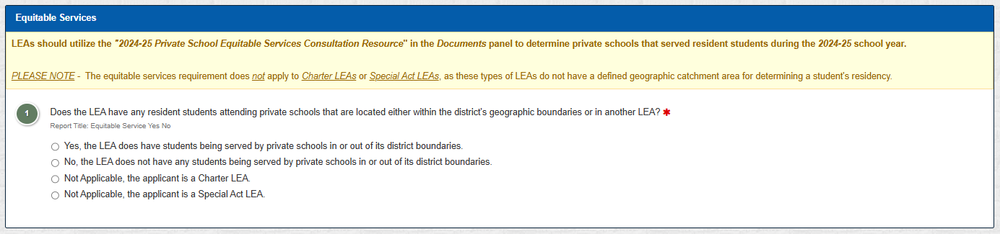 Equitable Services
LEAs should utilize the "2024-25 Private School Equitable Services Consultation Resource" in the Documents panel to determine private schools that served resident students during the 2024-25 school year.
PLEASE NOTE - The equitable services requirement does not apply to Charter LEAs or Special Act LEAs, as these types of LEAs do not have a defined geographic catchment area for determining a student's residency.
1 Does the LEA have any resident students attending private schools that are located either within the district's geographic boundaries or in another LEA? ✱
Report Title: Equitable Service Yes No
Yes, the LEA does have students being served by private schools in or out of its district boundaries.
No, the LEA does not have any students being served by private schools in or out of its district boundaries.
Not Applicable, the applicant is a Charter LEA.
Not Applicable, the applicant is a Special Act LEA.